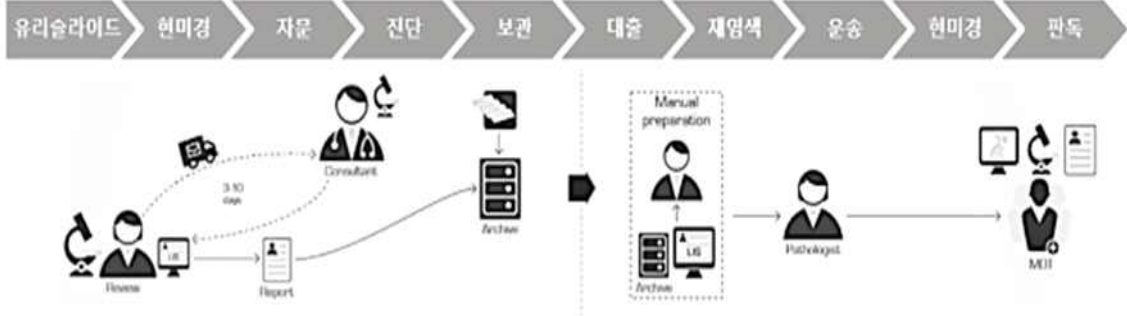 유리슬라이드
현미경
자문
진단
보관
대출
재염색
운송
현미경
판독
Manual
preparation
Consultant
3-10
days
Archive
LIS
Review
Report
LIS
Archive
Pathologist
MDT